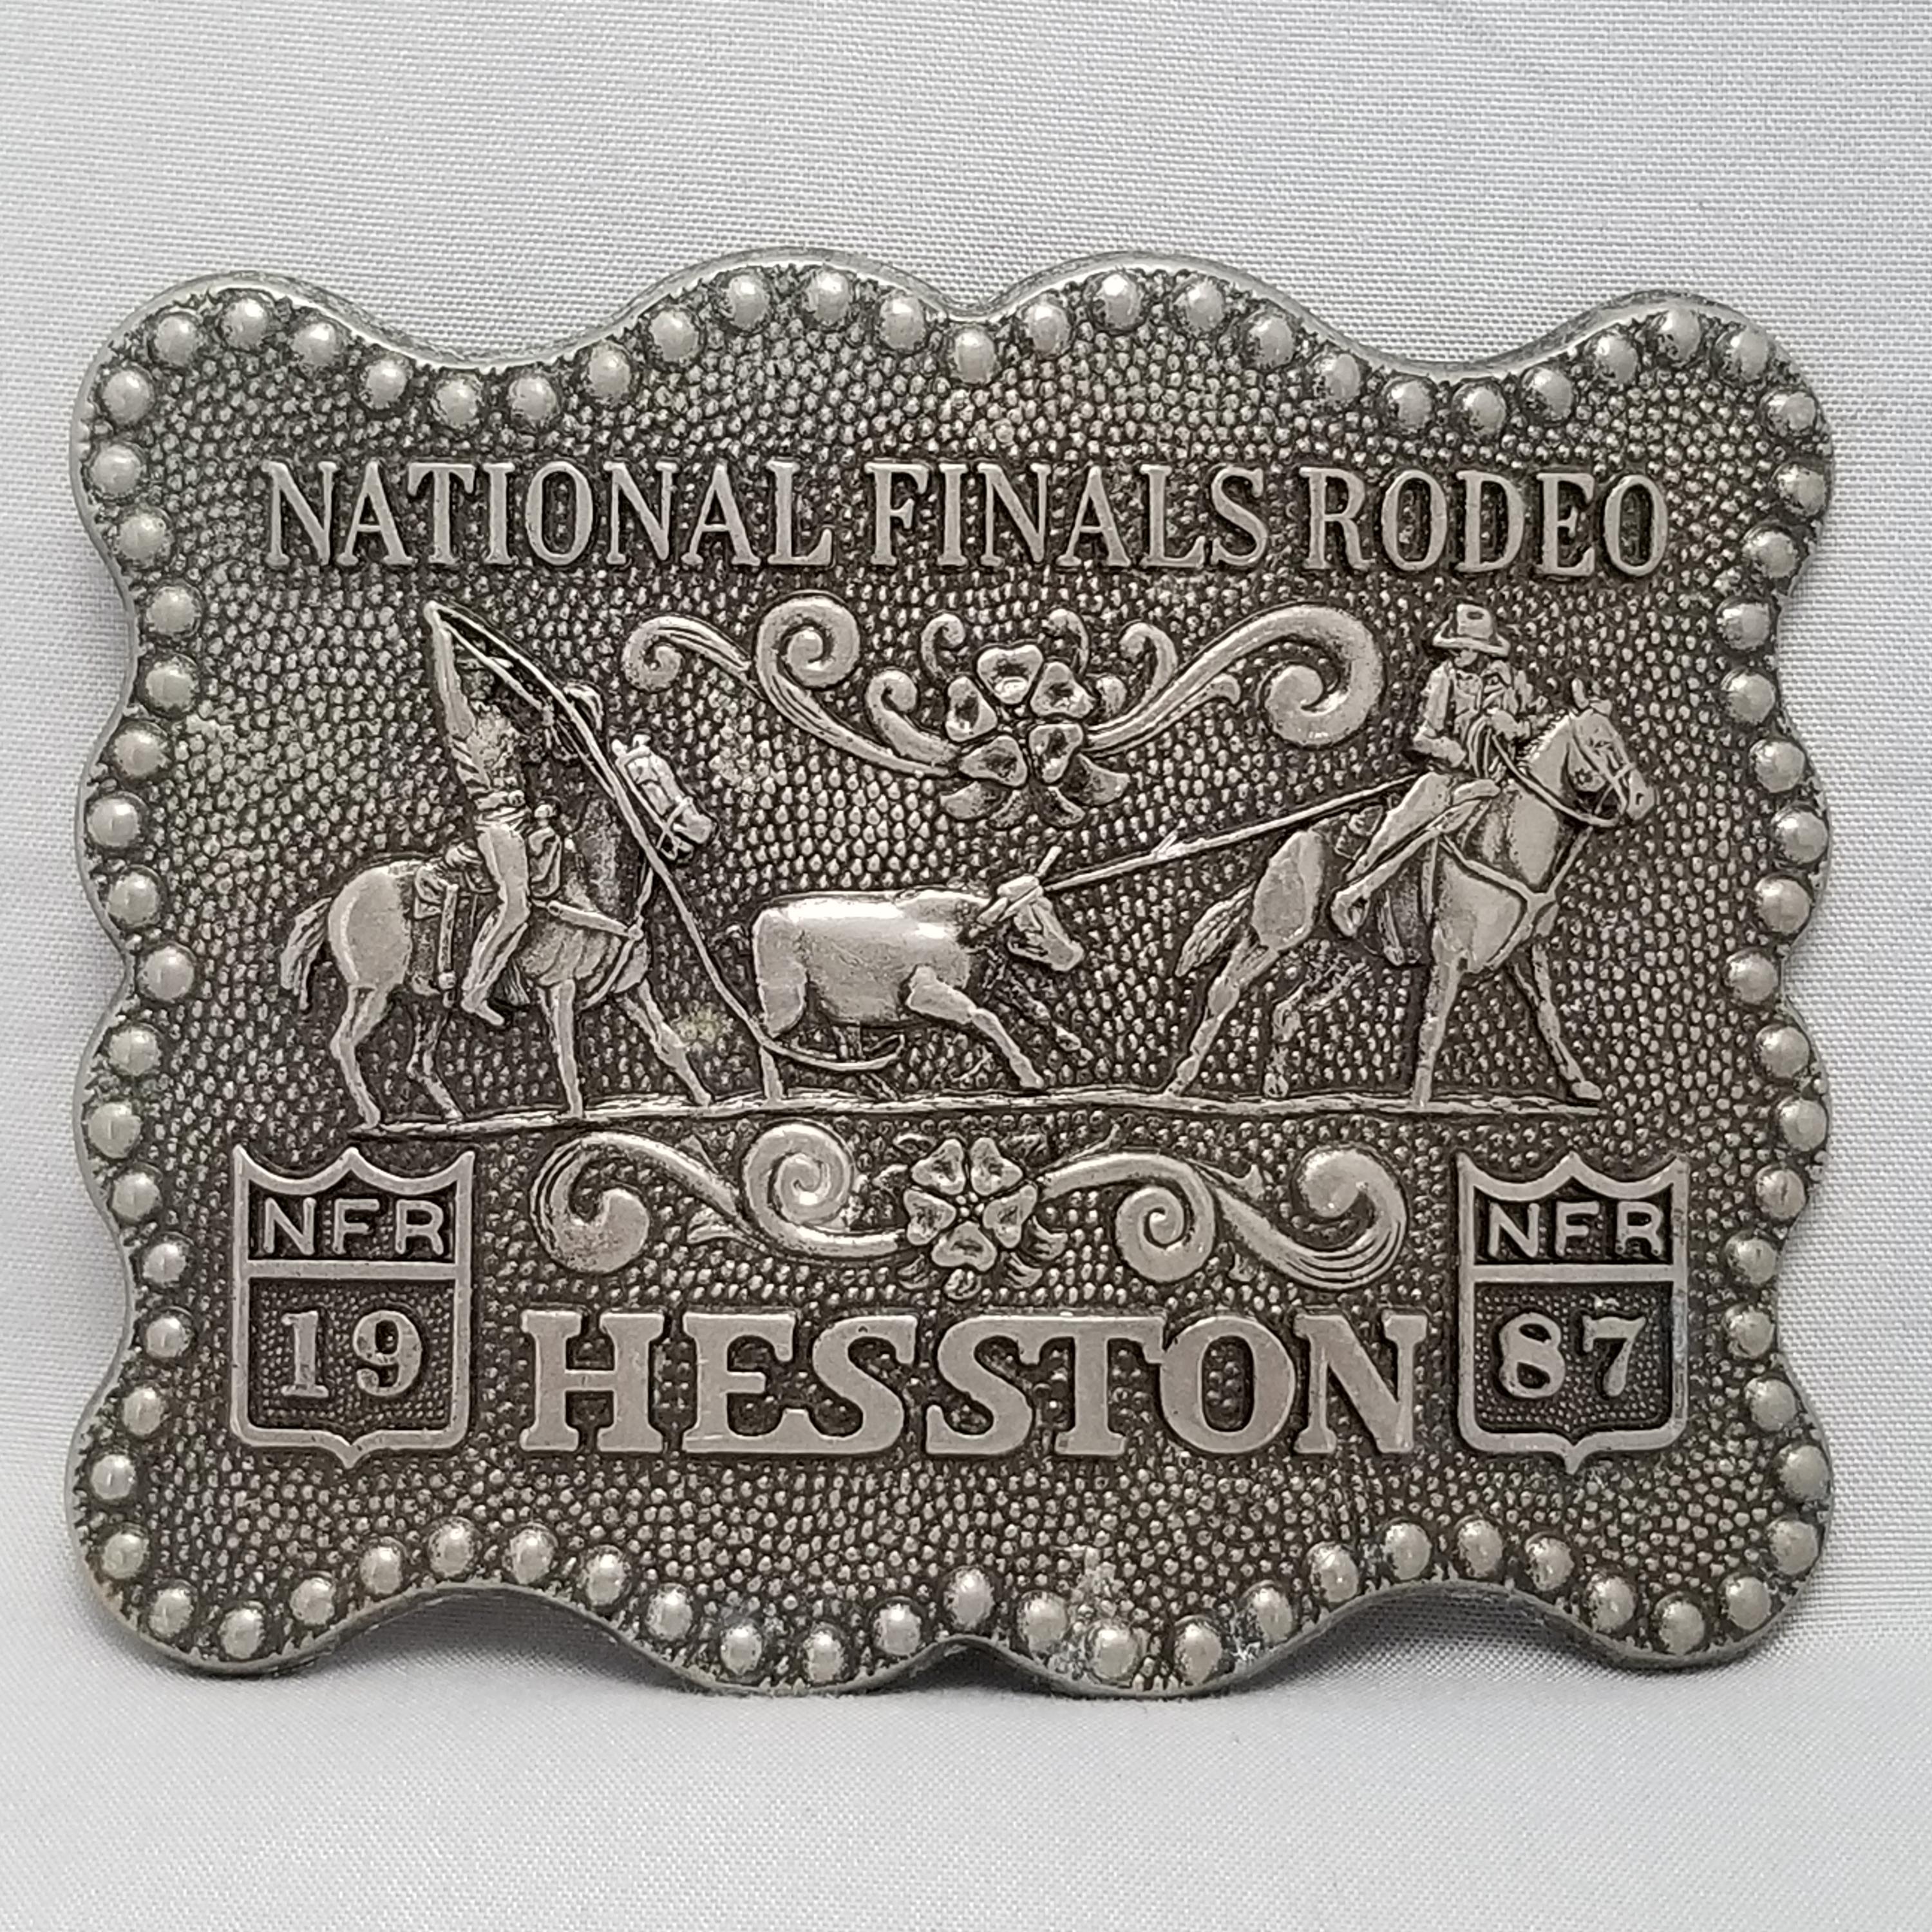 NATIONAL FINALS RODEO
NFR
19
HESSTON
NFR
87